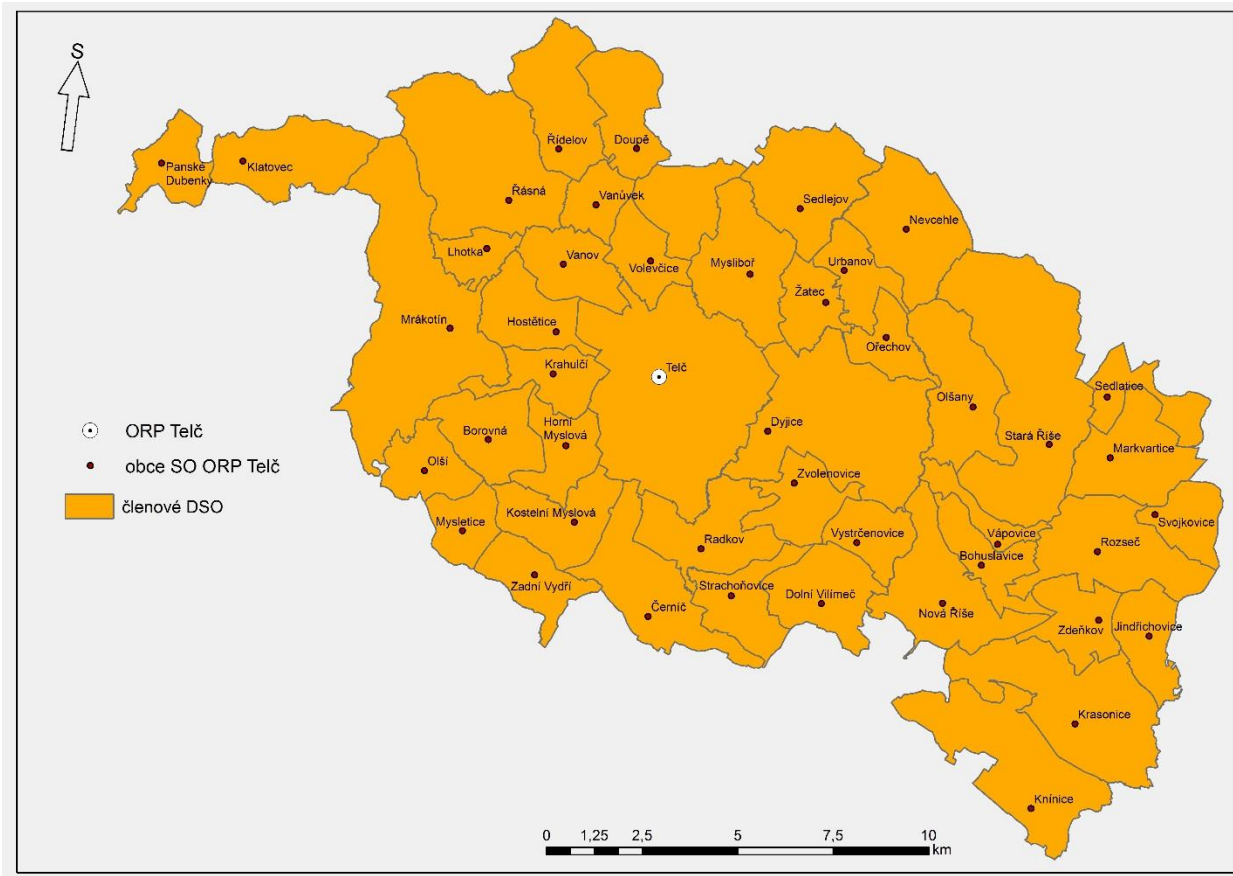 S
Řídelov
Doupě
Panské
Dubenky
Klatovec
Řásná
Vanůvek
Sedlejov
Nevcehle
Lhotka
Vanov
Volevčice
Mysliboř
Urbanov
Žatec
Mrákotín
Hostětice
Ořechov
Krahulčí
Telč
Sedlatice
Olšany
ORP Telč
Borovná
Horní
Myslová
Dyjice
Stará Říše
Markvartice
obce SO ORP Telč
Olší
Zvolenovice
členové DSO
Mysletice
Kostelní Myslová
Radkov
Vystrčenovice
Vápovice
Bohuslavice
Rozseč
Svojkovice
Zadní Vydří
Strachoňovice
Černíč
Dolní Vilímeč
Nová Říše
Zdeňkov
Jindřichovice
Krasonice
Knínice
0 1,25 2,5 5 7,5 10
km